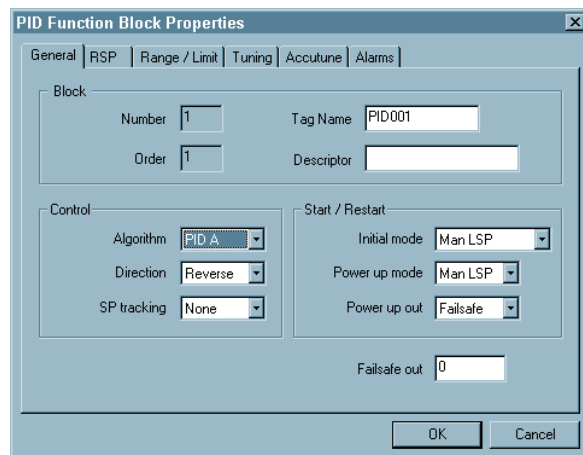 PID Function Block Properties
General RSP Range / Limit Tuning Accutune Alarms
Block
Number 1 Tag Name PID001
Order 1 Descriptor
Control Start / Restart
Algorithm PID A Initial mode Man LSP
Direction Reverse Power up mode Man LSP
SP tracking None Power up out Failsafe
Failsafe out 0
OK Cancel